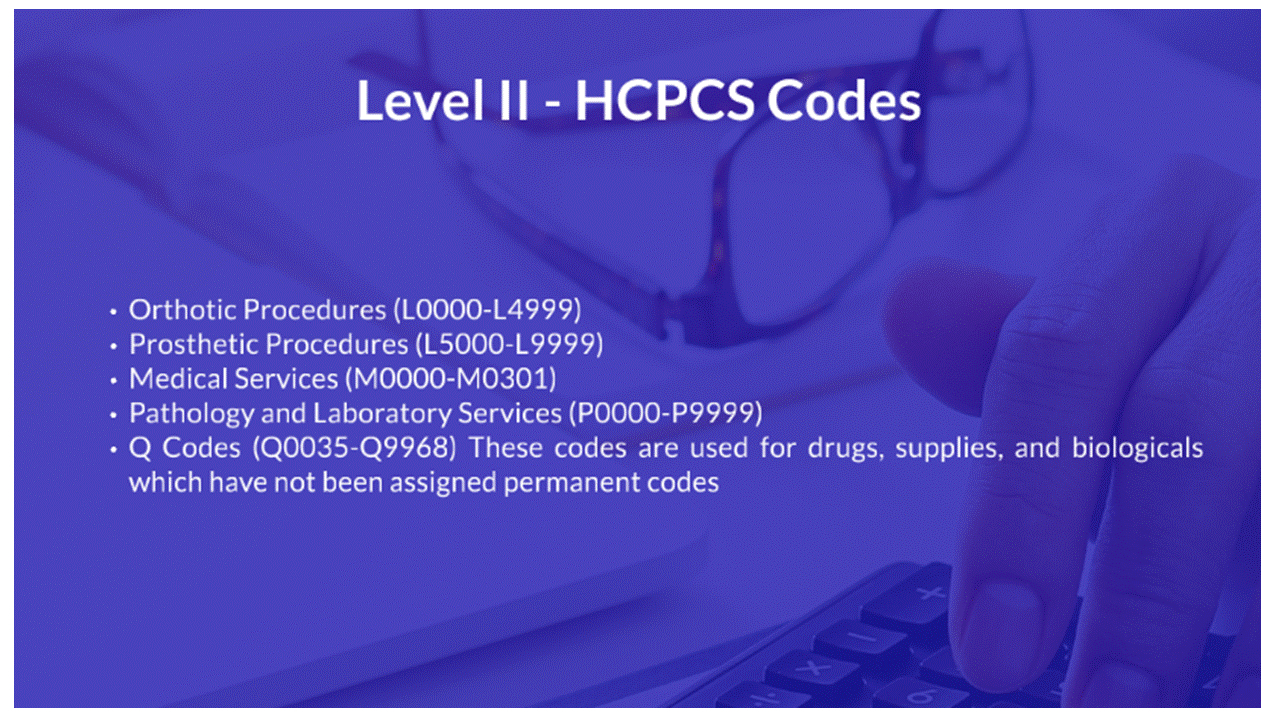 Level II - HCPCS Codes
• Orthotic Procedures (L0000-L4999)
• Prosthetic Procedures (L5000-L9999)
• Medical Services (M0000-M0301)
• Pathology and Laboratory Services (P0000-P9999)
• Q Codes (Q0035-Q9968) These codes are used for drugs, supplies, and biologicals
which have not been assigned permanent codes
+
−
×
÷
6